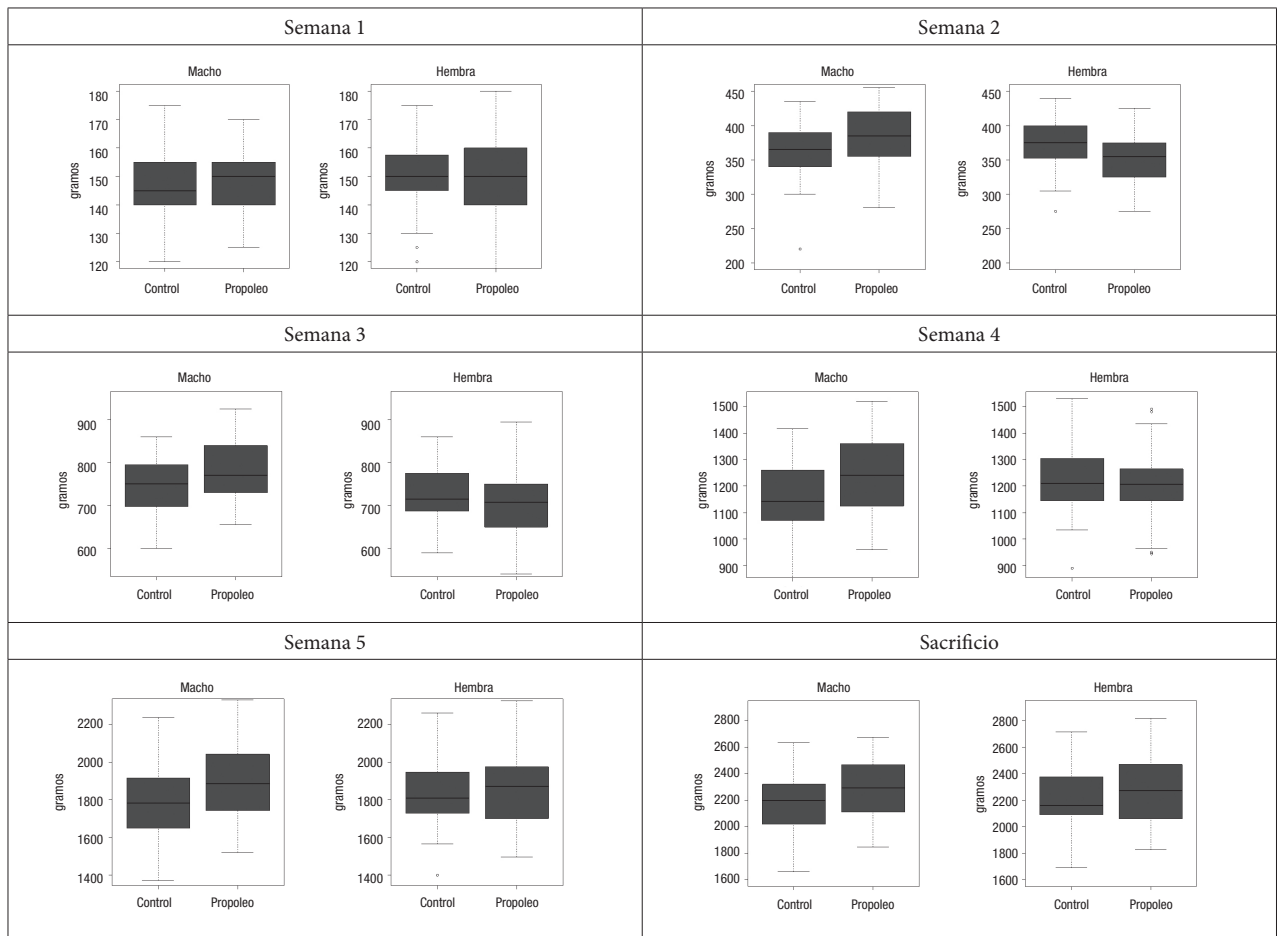 Semana 1
Macho
gramos
180
170
160
150
140
130
120
Control Propoleo
Hembra
gramos
180
170
160
150
140
130
120
Control Propoleo
Semana 2
Macho
gramos
450
400
350
300
250
200
Control Propoleo
Hembra
gramos
450
400
350
300
250
200
Control Propoleo
Semana 3
Macho
gramos
900
800
700
600
Control Propoleo
Hembra
gramos
900
800
700
600
Control Propoleo
Semana 4
Macho
gramos
1500
1400
1300
1200
1100
1000
900
Control Propoleo
Hembra
gramos
1500
1400
1300
1200
1100
1000
900
Control Propoleo
Semana 5
Macho
gramos
2200
2000
1800
1600
1400
Control Propoleo
Hembra
gramos
2200
2000
1800
1600
1400
Control Propoleo
Sacrificio
Macho
gramos
2800
2600
2400
2200
2000
1800
1600
Control Propoleo
Hembra
gramos
2800
2600
2400
2200
2000
1800
1600
Control Propoleo